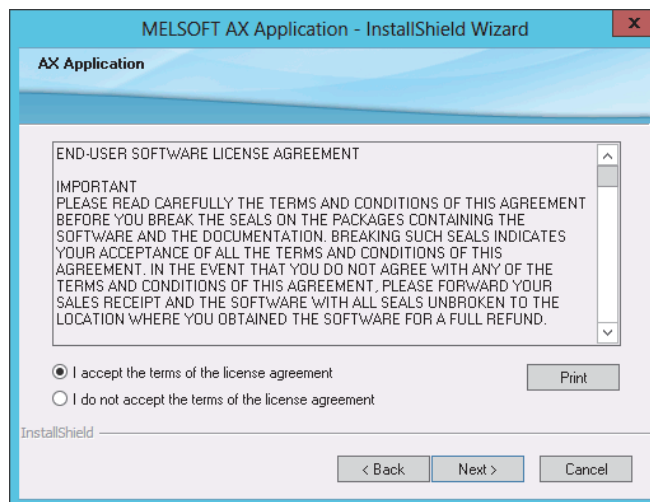 MELSOFT AX Application - InstallShield Wizard
x
AX Application
END-USER SOFTWARE LICENSE AGREEMENT
IMPORTANT
PLEASE READ CAREFULLY THE TERMS AND CONDITIONS OF THIS AGREEMENT
BEFORE YOU BREAK THE SEALS ON THE PACKAGES CONTAINING THE
SOFTWARE AND THE DOCUMENTATION. BREAKING SUCH SEALS INDICATES
YOUR ACCEPTANCE OF ALL THE TERMS AND CONDITIONS OF THIS
AGREEMENT. IN THE EVENT THAT YOU DO NOT AGREE WITH ANY OF THE
TERMS AND CONDITIONS OF THIS AGREEMENT, PLEASE FORWARD YOUR
SALES RECEIPT AND THE SOFTWARE WITH ALL SEALS UNBROKEN TO THE
LOCATION WHERE YOU OBTAINED THE SOFTWARE FOR A FULL REFUND.
I accept the terms of the license agreement
Print
I do not accept the terms of the license agreement
InstallShield
< Back
Next >
Cancel